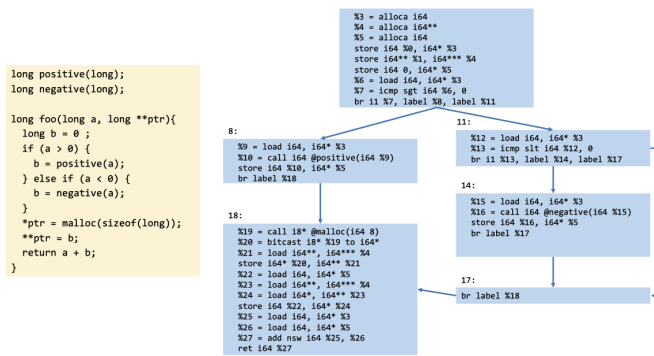 long positive(long);
long negative(long);
long foo(long a, long **ptr){
long b = 0 ;
if (a > 0) {
b = positive(a);
} else if (a < 0) {
b = negative(a);
}
*ptr = malloc(sizeof(long));
**ptr = b;
return a + b;
}
%3 = alloca i64
%4 = alloca i64**
%5 = alloca i64
store i64 %0, i64* %3
store i64** %1, i64*** %4
store i64 0, i64* %5
%6 = load i64, i64* %3
%7 = icmp sgt i64 %6, 0
br i1 %7, label %8, label %11
8:
%9 = load i64, i64* %3
%10 = call i64 @positive(i64 %9)
store i64 %10, i64* %5
br label %18
11:
%12 = load i64, i64* %3
%13 = icmp slt i64 %12, 0
br i1 %13, label %14, label %17
14:
%15 = load i64, i64* %3
%16 = call i64 @negative(i64 %15)
store i64 %16, i64* %5
br label %17
18:
%19 = call i8* @malloc(i64 8)
%20 = bitcast i8* %19 to i64*
%21 = load i64**, i64*** %4
store i64* %20, i64** %21
%22 = load i64, i64* %5
%23 = load i64**, i64*** %4
%24 = load i64*, i64** %23
store i64 %22, i64* %24
%25 = load i64, i64* %3
%26 = load i64, i64* %5
%27 = add nsw i64 %25, %26
ret i64 %27
17:
br label %18